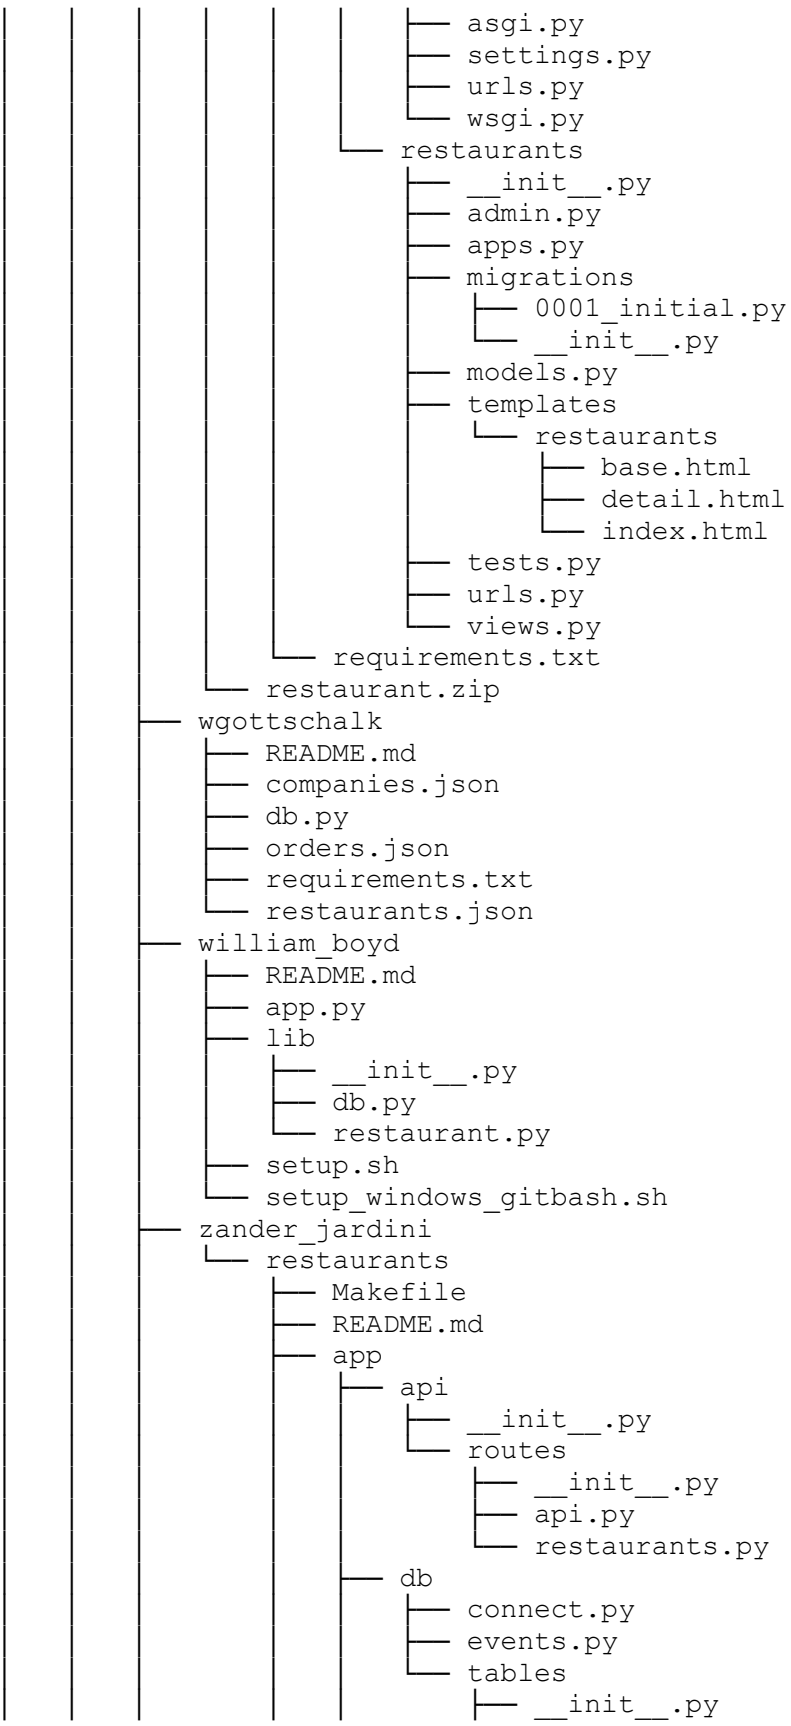 │   │   │   │   │   │   ├── asgi.py
│   │   │   │   │   │   ├── settings.py
│   │   │   │   │   │   ├── urls.py
│   │   │   │   │   │   └── wsgi.py
│   │   │   │   │   └── restaurants
│   │   │   │   │       ├── __init__.py
│   │   │   │   │       ├── admin.py
│   │   │   │   │       ├── apps.py
│   │   │   │   │       ├── migrations
│   │   │   │   │       │   ├── 0001_initial.py
│   │   │   │   │       │   └── __init__.py
│   │   │   │   │       ├── models.py
│   │   │   │   │       ├── templates
│   │   │   │   │       │   └── restaurants
│   │   │   │   │       │       ├── base.html
│   │   │   │   │       │       ├── detail.html
│   │   │   │   │       │       └── index.html
│   │   │   │   │       ├── tests.py
│   │   │   │   │       ├── urls.py
│   │   │   │   │       └── views.py
│   │   │   │   └── requirements.txt
│   │   │   └── restaurant.zip
│   │   ├── wgottschalk
│   │   │   ├── README.md
│   │   │   ├── companies.json
│   │   │   ├── db.py
│   │   │   ├── orders.json
│   │   │   ├── requirements.txt
│   │   │   └── restaurants.json
│   │   ├── william_boyd
│   │   │   ├── README.md
│   │   │   ├── app.py
│   │   │   ├── lib
│   │   │   │   ├── __init__.py
│   │   │   │   ├── db.py
│   │   │   │   └── restaurant.py
│   │   │   ├── setup.sh
│   │   │   └── setup_windows_gitbash.sh
│   │   ├── zander_jardini
│   │   │   └── restaurants
│   │   │       ├── Makefile
│   │   │       ├── README.md
│   │   │       ├── app
│   │   │       │   ├── api
│   │   │       │   │   ├── __init__.py
│   │   │       │   │   └── routes
│   │   │       │   │       ├── __init__.py
│   │   │       │   │       ├── api.py
│   │   │       │   │       └── restaurants.py
│   │   │       │   ├── db
│   │   │       │   │   ├── connect.py
│   │   │       │   │   ├── events.py
│   │   │       │   │   └── tables
│   │   │       │   │       ├── __init__.py